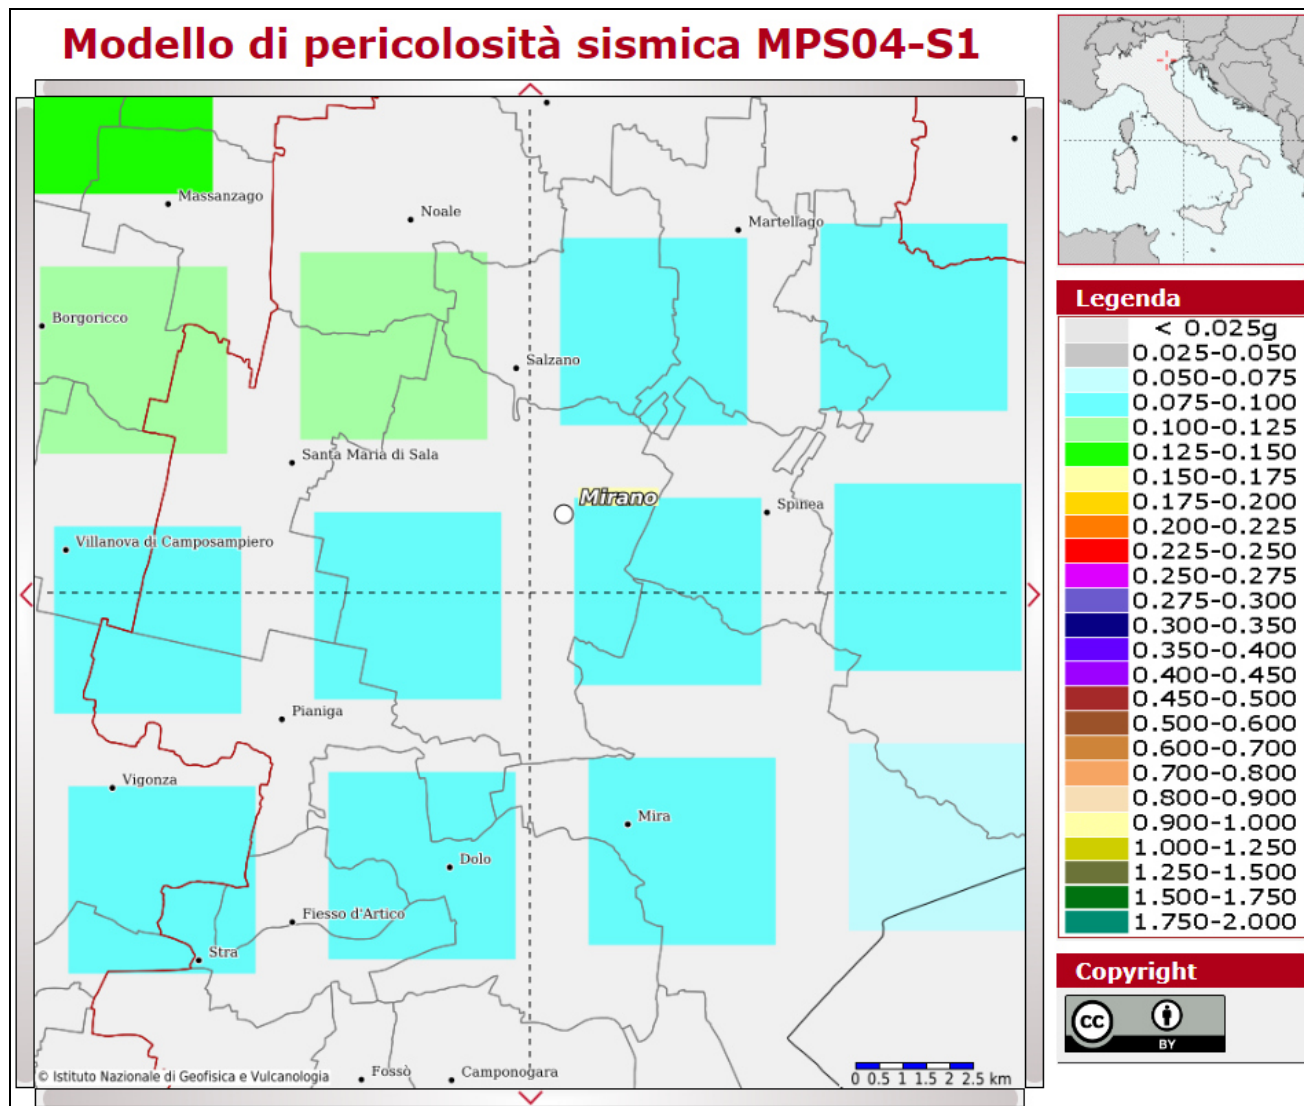 Modello di pericolosità sismica MPS04-S1
Massanzago
Noale
Martellago
Borgoricco
Salzano
Santa Maria di Sala
Mirano
Spinea
Villanova di Camposampiero
Pianiga
Vigonza
Mira
Dolo
Fiesso d'Artico
Stra
Fossò
Camponogara
© Istituto Nazionale di Geofisica e Vulcanologia
0 0.5 1 1.5 2 2.5 km
Legenda
< 0.025g
0.025-0.050
0.050-0.075
0.075-0.100
0.100-0.125
0.125-0.150
0.150-0.175
0.175-0.200
0.200-0.225
0.225-0.250
0.250-0.275
0.275-0.300
0.300-0.350
0.350-0.400
0.400-0.450
0.450-0.500
0.500-0.600
0.600-0.700
0.700-0.800
0.800-0.900
0.900-1.000
1.000-1.250
1.250-1.500
1.500-1.750
1.750-2.000
Copyright
cc
BY